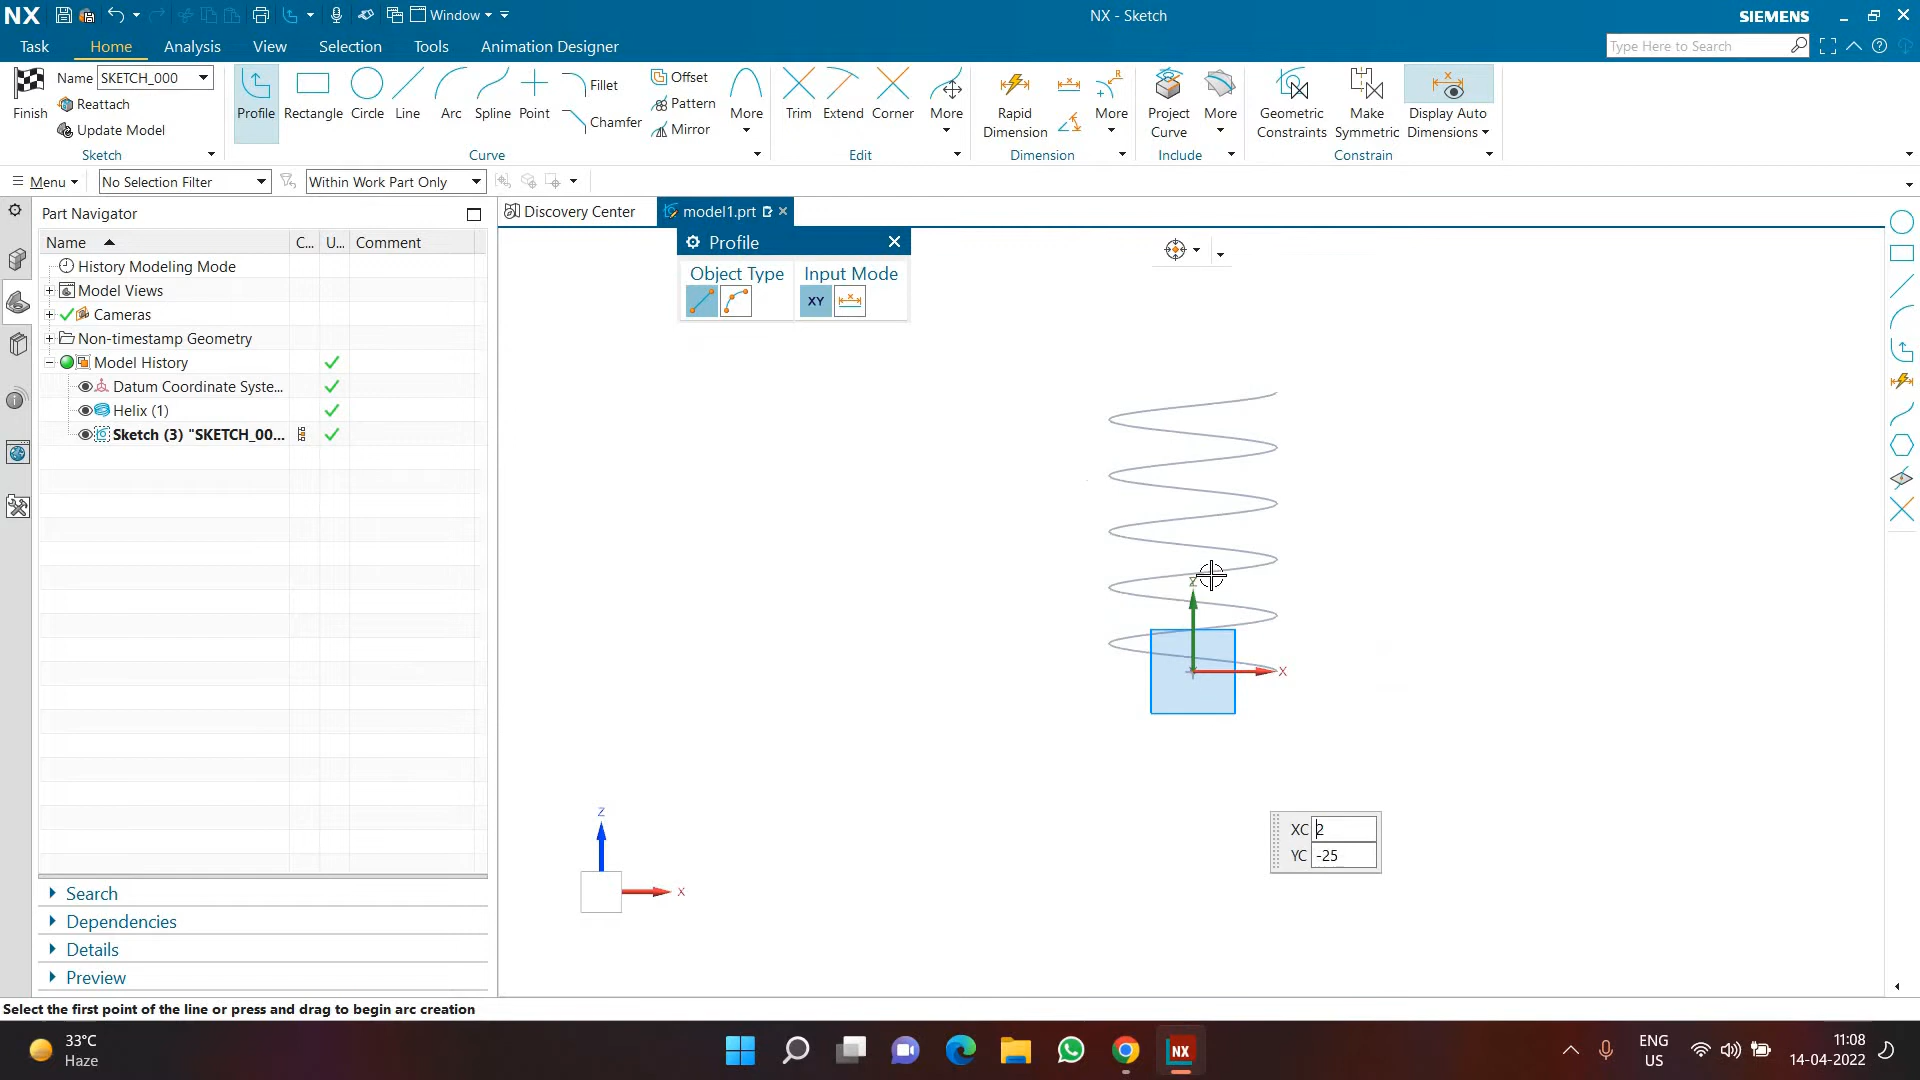 NX
Window
NX - Sketch
SIEMENS
Task
Home
Analysis
View
Selection
Tools
Animation Designer
Type Here to Search
Finish
Name
SKETCH_000
Reattach
Update Model
Sketch
Profile
Rectangle
Circle
Line
Arc
Spline
Point
Fillet
Chamfer
Offset
Pattern
Mirror
More
Curve
Trim
Extend
Corner
More
Edit
Rapid
Dimension
More
Dimension
Project
Curve
More
Include
Geometric
Constraints
Make
Symmetric
Display Auto
Dimensions
Constrain
Menu
No Selection Filter
Within Work Part Only
Part Navigator
Discovery Center
model1.prt
Name
C...
U...
Comment
Profile
Object Type
Input Mode
XY
History Modeling Mode
Model Views
Cameras
Non-timestamp Geometry
Model History
Datum Coordinate Syste...
Helix (1)
Sketch (3) "SKETCH_00...
Z
X
XC 2
YC -25
Z
X
Search
Dependencies
Details
Preview
Select the first point of the line or press and drag to begin arc creation
33°C
Haze
NX
ENG
US
11:08
14-04-2022